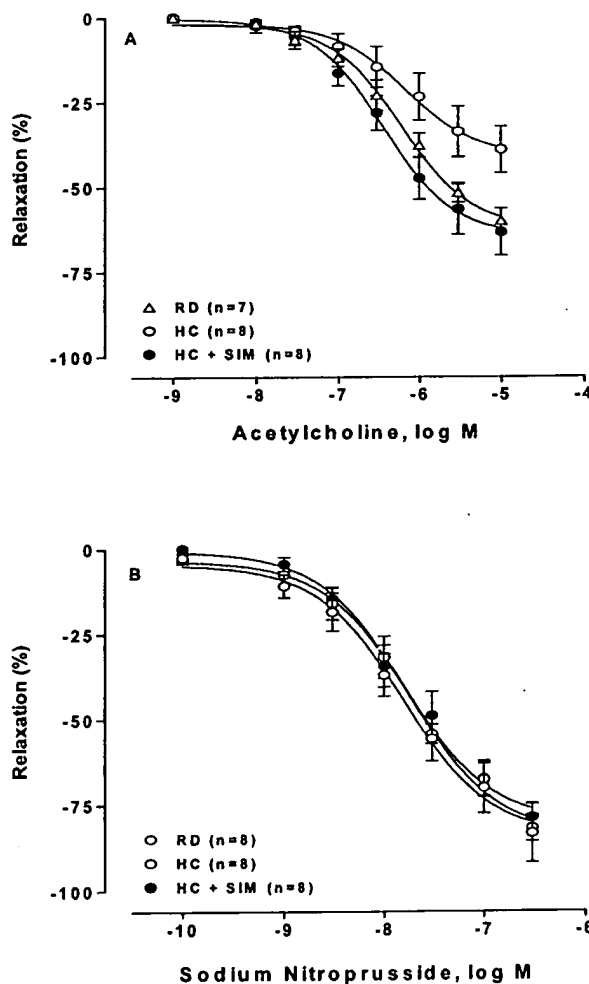 A
0
-25
-50
-75
-100
Relaxation (%)
RD (n=7)
HC (n=8)
HC + SIM (n=8)
-9 -8 -7 -6 -5 -4
Acetylcholine, log M
B
0
-25
-50
-75
-100
Relaxation (%)
RD (n=8)
HC (n=8)
HC + SIM (n=8)
-10 -9 -8 -7 -6
Sodium Nitroprusside, log M